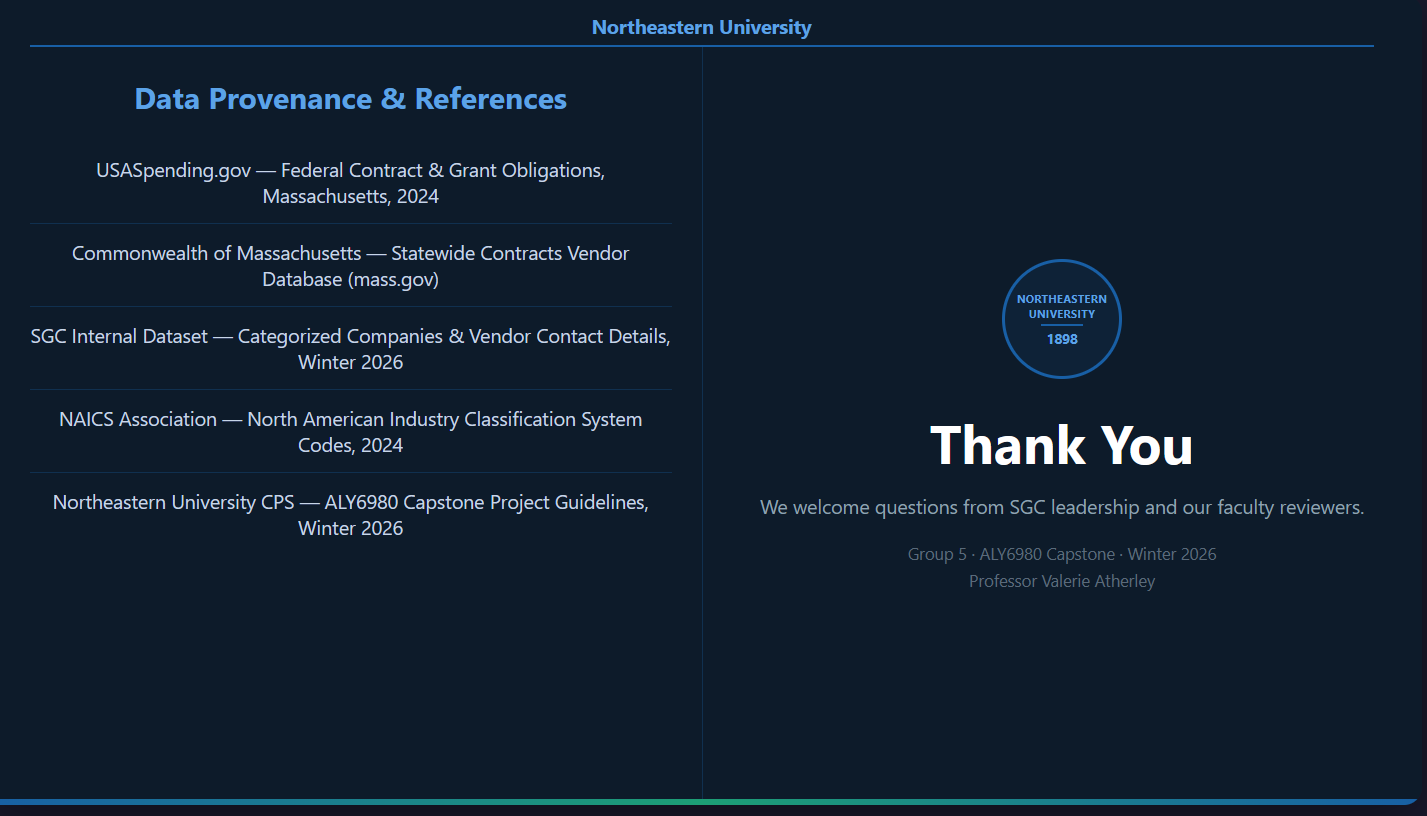 Northeastern University
Data Provenance & References
USASpending.gov — Federal Contract & Grant Obligations,
Massachusetts, 2024
Commonwealth of Massachusetts — Statewide Contracts Vendor
Database (mass.gov)
SGC Internal Dataset — Categorized Companies & Vendor Contact Details,
Winter 2026
NAICS Association — North American Industry Classification System
Codes, 2024
Northeastern University CPS — ALY6980 Capstone Project Guidelines,
Winter 2026
NORTHEASTERN
UNIVERSITY
1898
Thank You
We welcome questions from SGC leadership and our faculty reviewers.
Group 5 · ALY6980 Capstone · Winter 2026
Professor Valerie Atherley